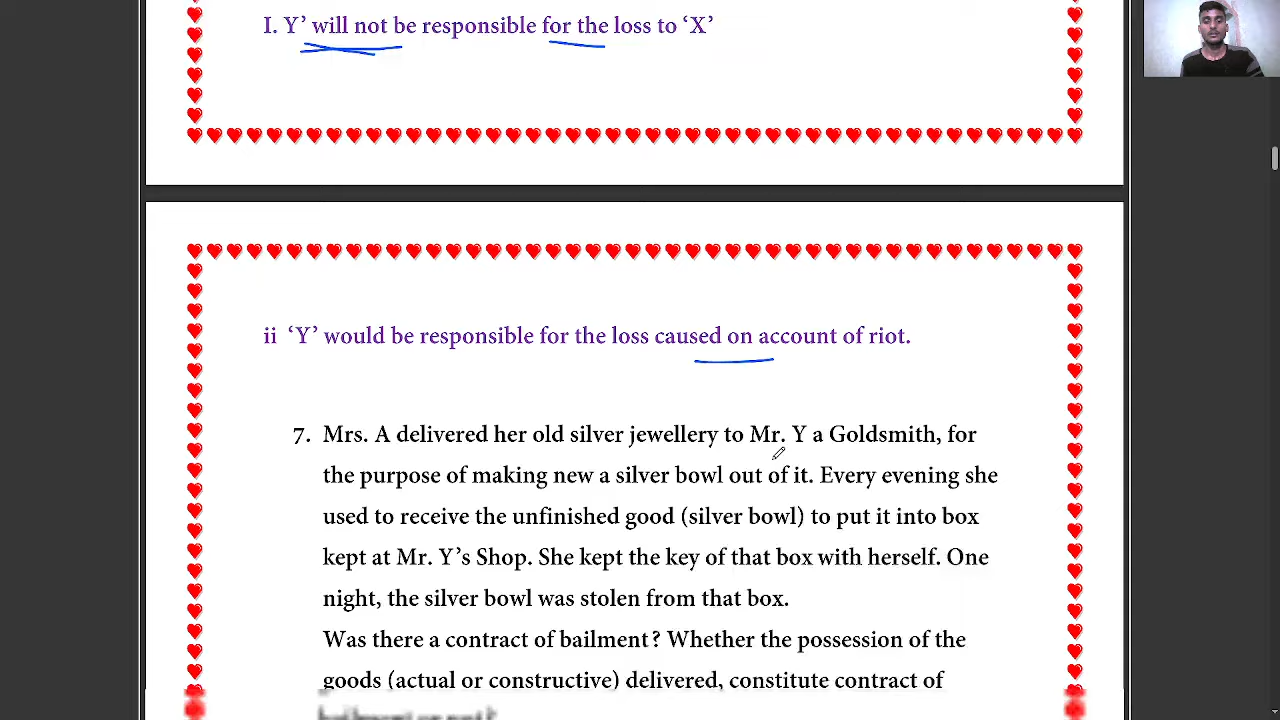 I. Y’ will not be responsible for the loss to ‘X’
ii ‘Y’ would be responsible for the loss caused on account of riot.
7. Mrs. A delivered her old silver jewellery to Mr. Y a Goldsmith, for
the purpose of making new a silver bowl out of it. Every evening she
used to receive the unfinished good (silver bowl) to put it into box
kept at Mr. Y’s Shop. She kept the key of that box with herself. One
night, the silver bowl was stolen from that box.
Was there a contract of bailment? Whether the possession of the
goods (actual or constructive) delivered, constitute contract of